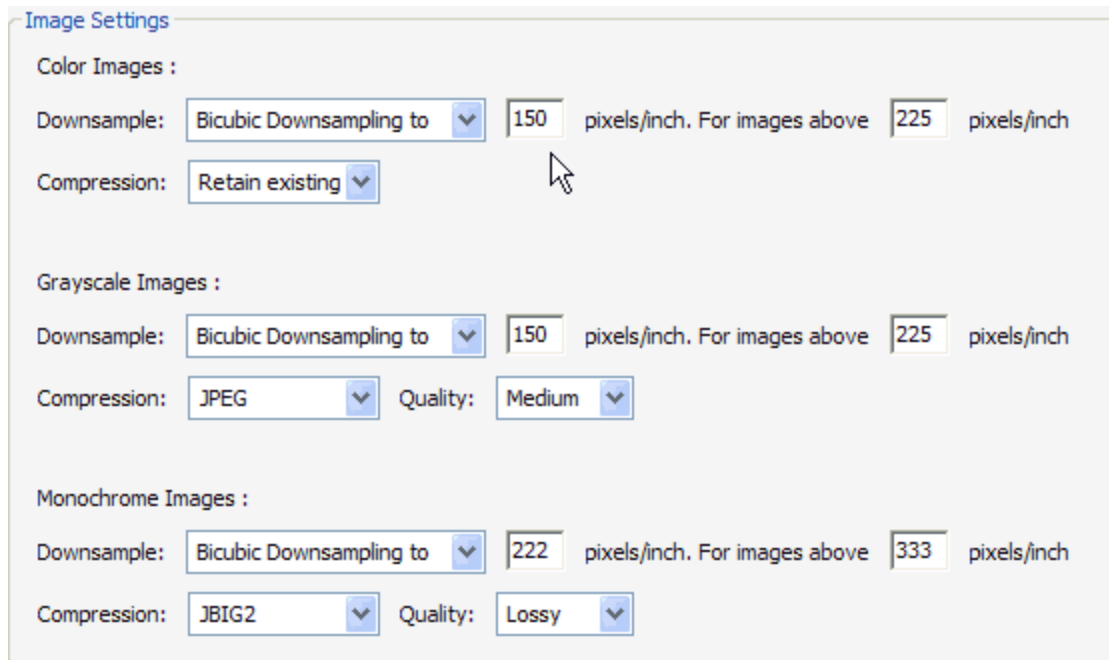 Image Settings
Color Images :
Downsample: Bicubic Downsampling to 150 pixels/inch. For images above 225 pixels/inch
Compression: Retain existing
Grayscale Images :
Downsample: Bicubic Downsampling to 150 pixels/inch. For images above 225 pixels/inch
Compression: JPEG Quality: Medium
Monochrome Images :
Downsample: Bicubic Downsampling to 222 pixels/inch. For images above 333 pixels/inch
Compression: JBIG2 Quality: Lossy